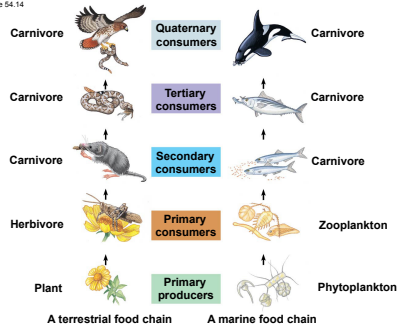 e 54.14
Carnivore
Quaternary
consumers
Carnivore
Carnivore
Tertiary
consumers
Carnivore
Carnivore
Secondary
consumers
Carnivore
Herbivore
Primary
consumers
Zooplankton
Plant
Primary
producers
Phytoplankton
A terrestrial food chain
A marine food chain